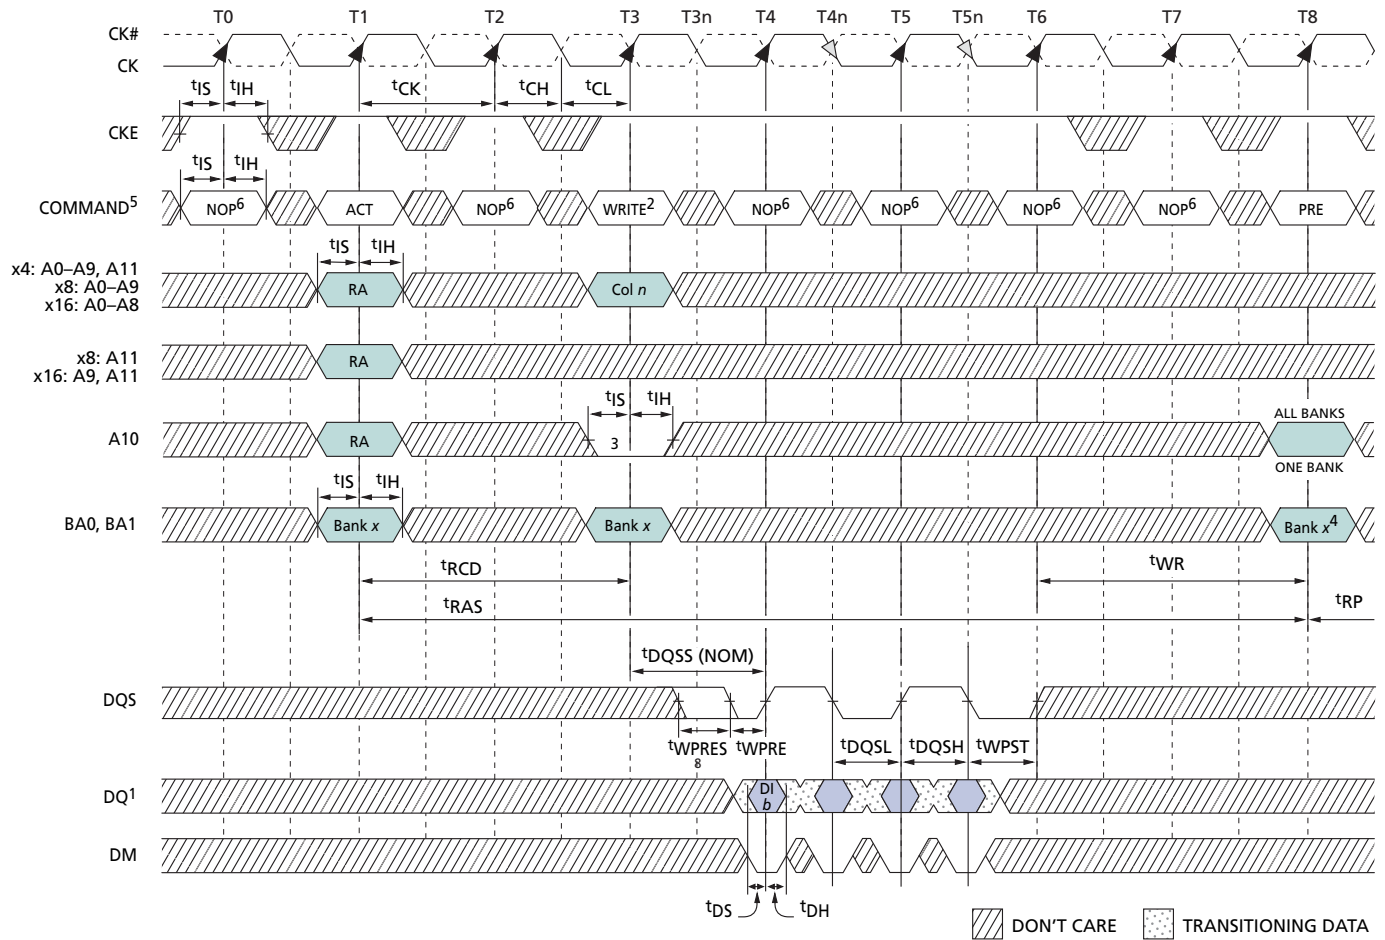 T0 T1 T2 T3 T3n T4 T4n T5 T5n T6 T7 T8
CK#
CK
tIS tIH tCK tCH tCL
CKE
tIS tIH
COMMAND5 NOP6 ACT NOP6 WRITE2 NOP6 NOP6 NOP6 NOP6 PRE
tIS tIH
x4: A0–A9, A11
x8: A0–A9
x16: A0–A8
RA Col n
x8: A11
x16: A9, A11
RA
tIS tIH
ALL BANKS
A10 RA 3
ONE BANK
tIS tIH
BA0, BA1 Bank x Bank x Bank x4
tRCD tWR
tRAS tRP
tDQSS (NOM)
DQS
tWPRES tWPRE tDQSL tDQSH tWPST
8
DQ1 DI
b
DM
tDS tDH
DON'T CARE TRANSITIONING DATA